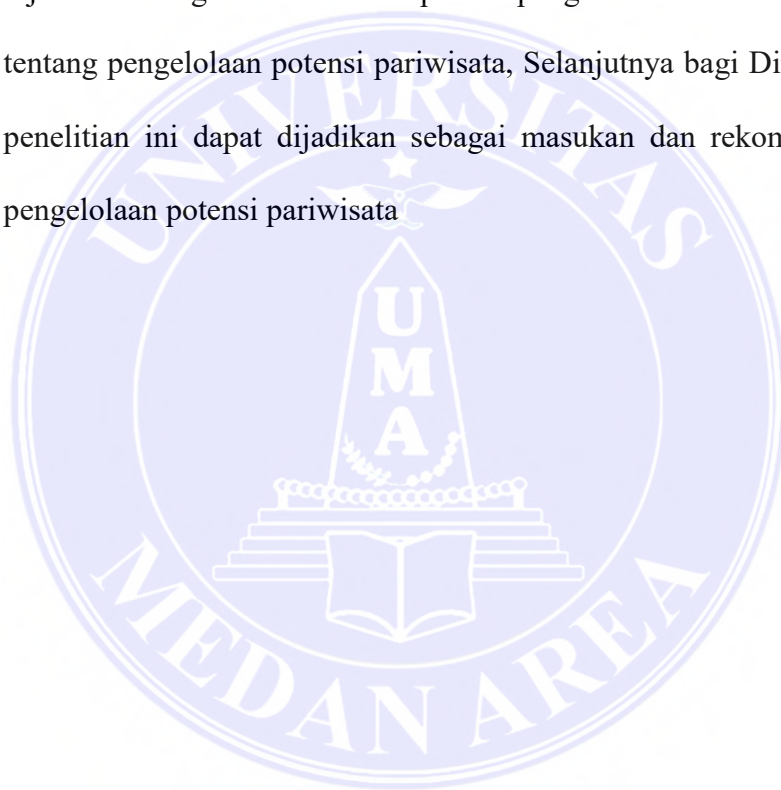 tentang pengelolaan potensi pariwisata, Selanjutnya bagi Di
penelitian ini dapat dijadikan sebagai masukan dan rekon
pengelolaan potensi pariwisata
UNIVERSITAS
UMA
MEDAN AREA